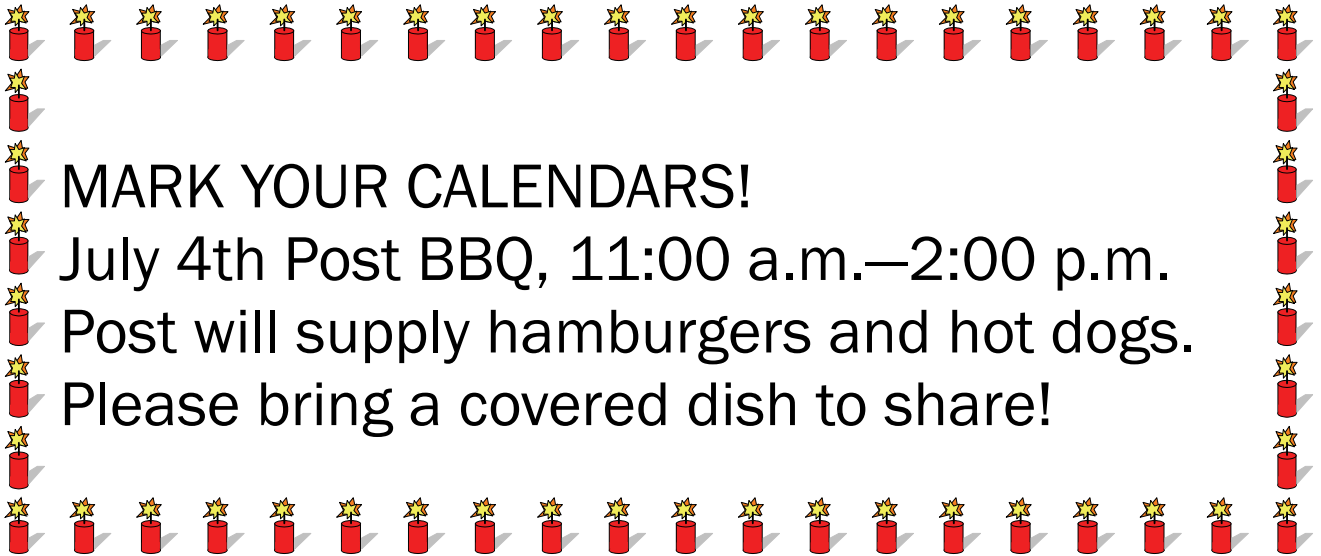 MARK YOUR CALENDARS!
July 4th Post BBQ, 11:00 a.m.—2:00 p.m.
Post will supply hamburgers and hot dogs.
Please bring a covered dish to share!